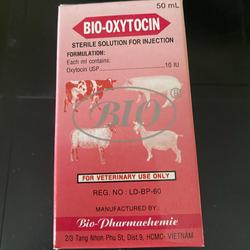 50 mL
BIO-OXYTOCIN
STERILE SOLUTION FOR INJECTION
FORMULATION:
Each ml contains:
Oxytocin USP....................10 IU
BIO
FOR VETERINARY USE ONLY
REG. NO : LD-BP-60
MANUFACTURED BY :
Bio-Pharmachemie
2/3 Tang Nhon Phu St, Dist.9, HCMC- VIETNAM